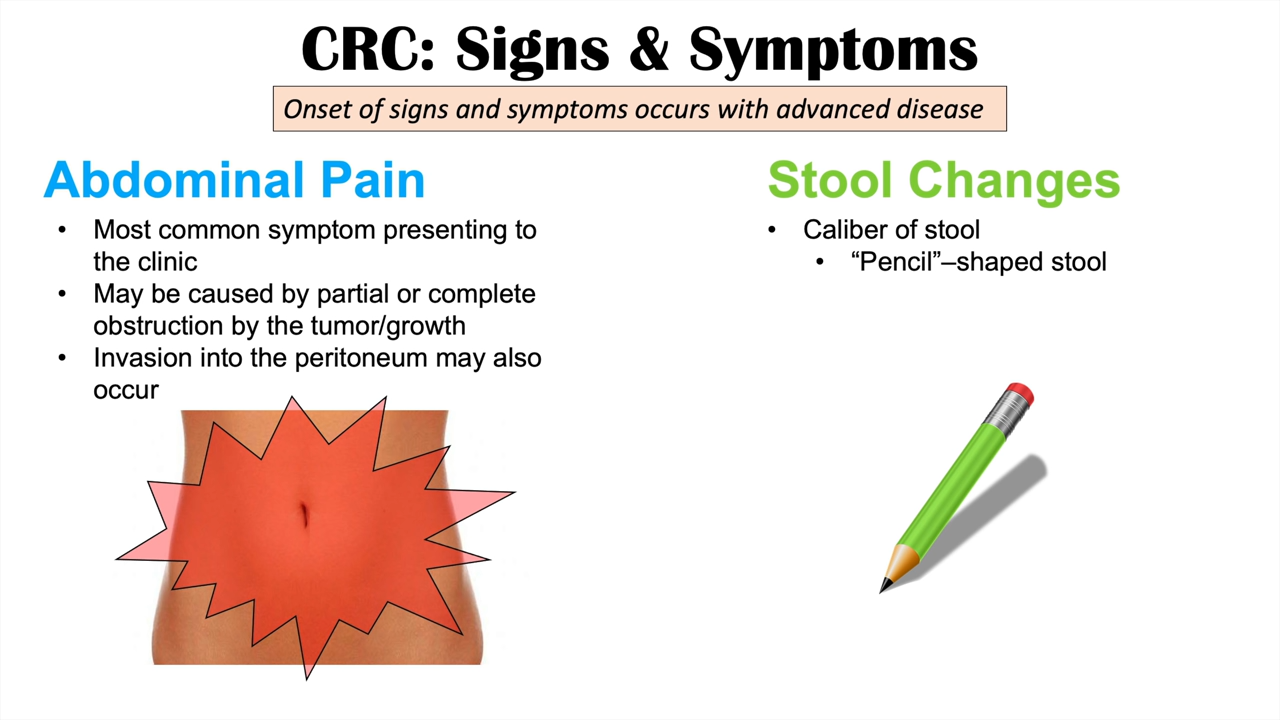 CRC: Signs & Symptoms
Onset of signs and symptoms occurs with advanced disease
Abdominal Pain
• Most common symptom presenting to
the clinic
• May be caused by partial or complete
obstruction by the tumor/growth
• Invasion into the peritoneum may also
occur
Stool Changes
• Caliber of stool
• “Pencil”–shaped stool